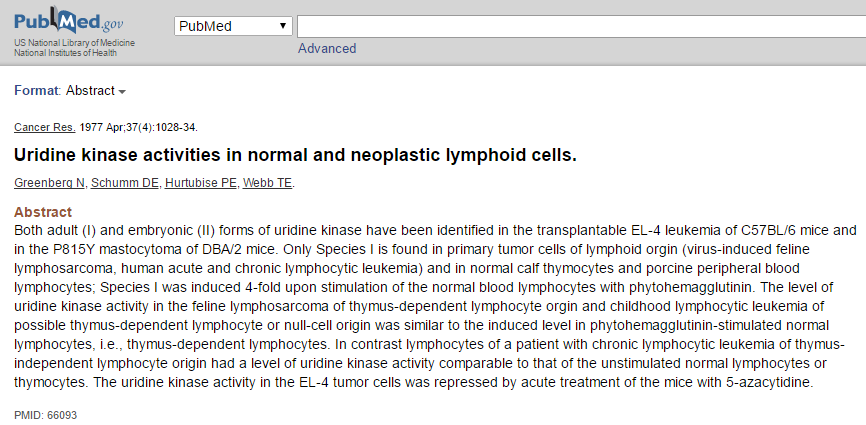 PubMed.gov
US National Library of Medicine
National Institutes of Health
PubMed
Advanced
Format: Abstract
Cancer Res. 1977 Apr;37(4):1028-34.
Uridine kinase activities in normal and neoplastic lymphoid cells.
Greenberg N, Schumm DE, Hurtubise PE, Webb TE.
Abstract
Both adult (I) and embryonic (II) forms of uridine kinase have been identified in the transplantable EL-4 leukemia of C57BL/6 mice and
in the P815Y mastocytoma of DBA/2 mice. Only Species I is found in primary tumor cells of lymphoid orgin (virus-induced feline
lymphosarcoma, human acute and chronic lymphocytic leukemia) and in normal calf thymocytes and porcine peripheral blood
lymphocytes; Species I was induced 4-fold upon stimulation of the normal blood lymphocytes with phytohemagglutinin. The level of
uridine kinase activity in the feline lymphosarcoma of thymus-dependent lymphocyte orgin and childhood lymphocytic leukemia of
possible thymus-dependent lymphocyte or null-cell origin was similar to the induced level in phytohemagglutinin-stimulated normal
lymphocytes, i.e., thymus-dependent lymphocytes. In contrast lymphocytes of a patient with chronic lymphocytic leukemia of thymus-
independent lymphocyte origin had a level of uridine kinase activity comparable to that of the unstimulated normal lymphocytes or
thymocytes. The uridine kinase activity in the EL-4 tumor cells was repressed by acute treatment of the mice with 5-azacytidine.
PMID: 66093